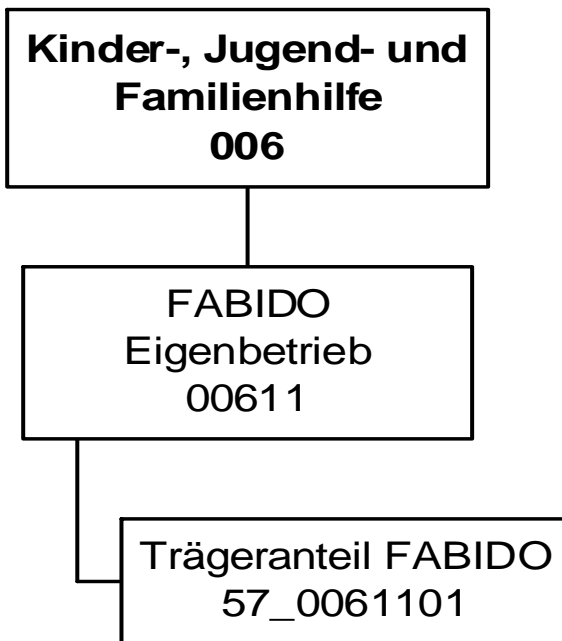 Kinder-, Jugend- und
Familienhilfe
006
FABIDO
Eigenbetrieb
00611
Trägeranteil FABIDO
57_0061101